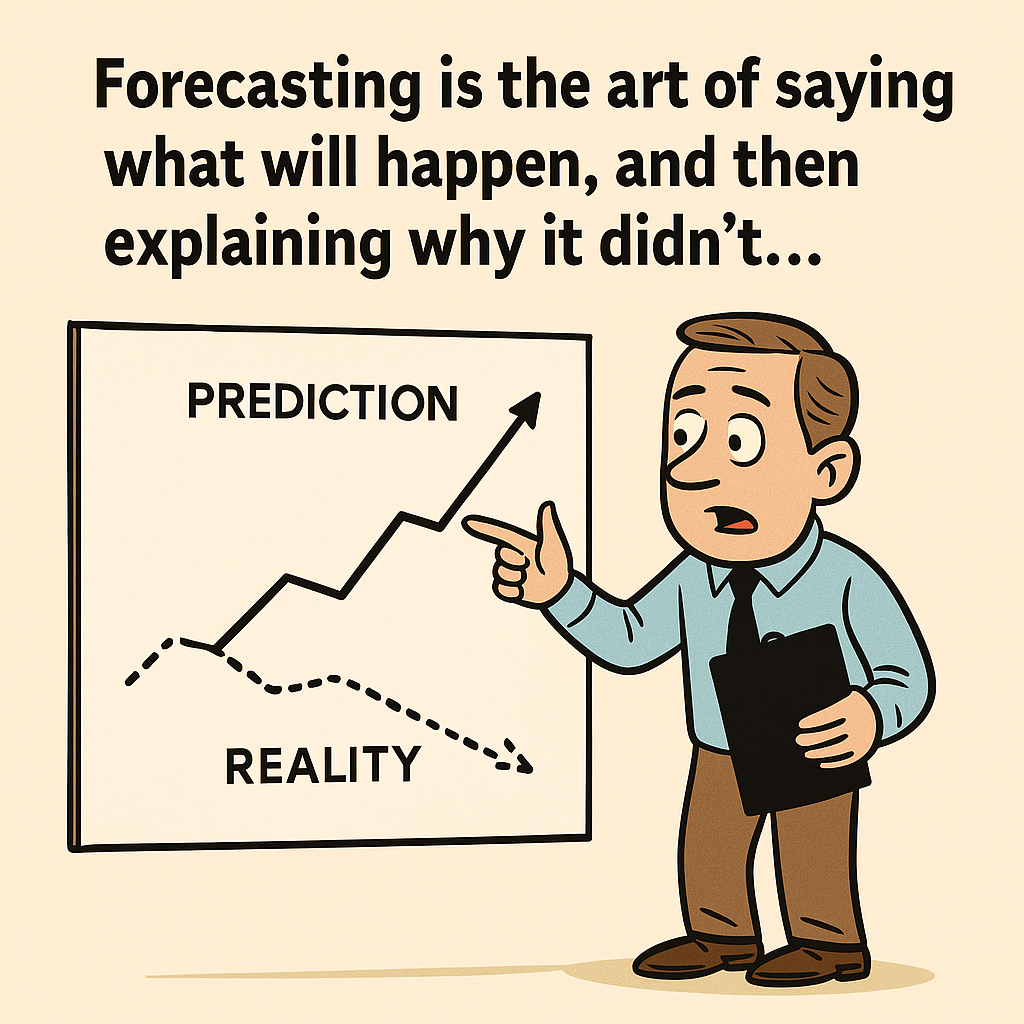 Forecasting is the art of saying
what will happen, and then
explaining why it didn’t...
PREDICTION
REALITY